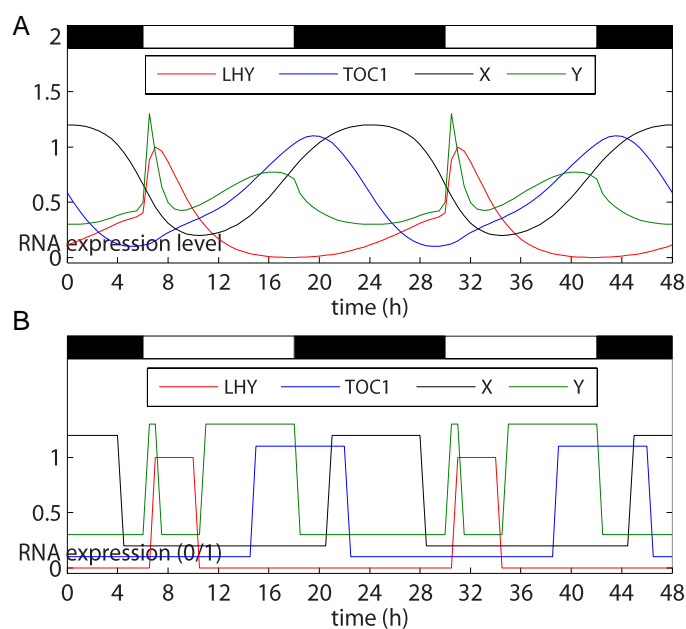 A
2
LHY TOC1 X Y
1.5
1
0.5
RNA expression level
0
0 4 8 12 16 20 24 28 32 36 40 44 48
time (h)
B
LHY TOC1 X Y
1
0.5
RNA expression (0/1)
0
0 4 8 12 16 20 24 28 32 36 40 44 48
time (h)